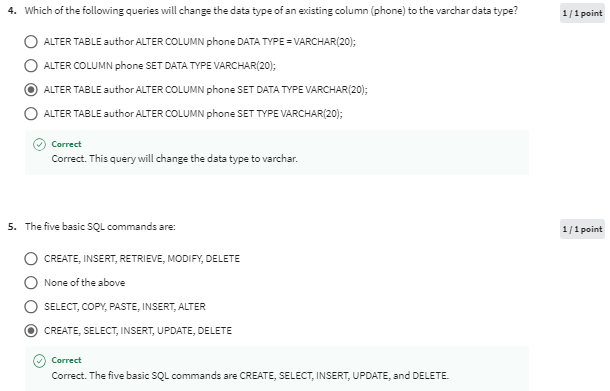 4. Which of the following queries will change the data type of an existing column (phone) to the varchar data type?
1 / 1 point
ALTER TABLE author ALTER COLUMN phone DATA TYPE = VARCHAR(20);
ALTER COLUMN phone SET DATA TYPE VARCHAR(20);
ALTER TABLE author ALTER COLUMN phone SET DATA TYPE VARCHAR(20);
ALTER TABLE author ALTER COLUMN phone SET TYPE VARCHAR(20);
Correct
Correct. This query will change the data type to varchar.
5. The five basic SQL commands are:
1 / 1 point
CREATE, INSERT, RETRIEVE, MODIFY, DELETE
None of the above
SELECT, COPY, PASTE, INSERT, ALTER
CREATE, SELECT, INSERT, UPDATE, DELETE
Correct
Correct. The five basic SQL commands are CREATE, SELECT, INSERT, UPDATE, and DELETE.